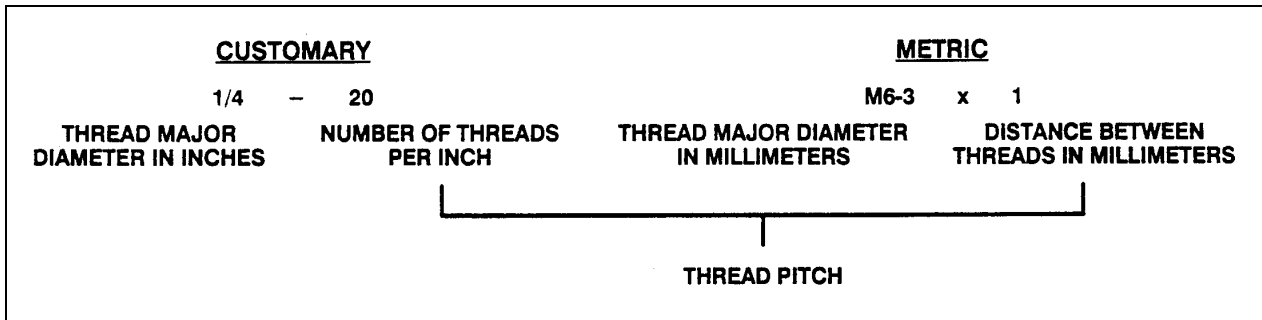 CUSTOMARY
1/4 – 20
THREAD MAJOR
DIAMETER IN INCHES
NUMBER OF THREADS
PER INCH
METRIC
M6-3 x 1
THREAD MAJOR DIAMETER
IN MILLIMETERS
DISTANCE BETWEEN
THREADS IN MILLIMETERS
THREAD PITCH